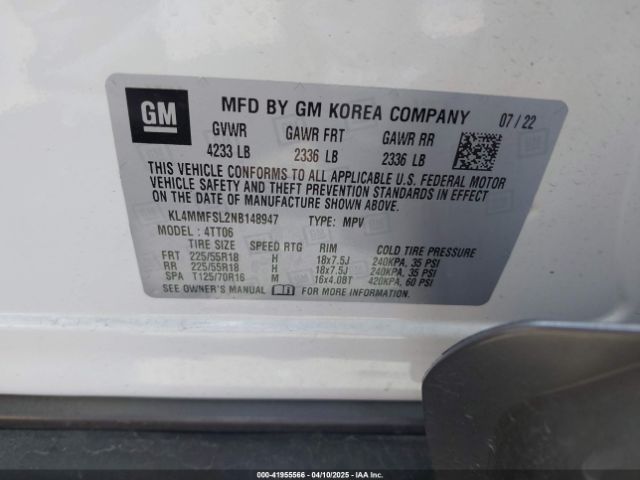 GM
MFD BY GM KOREA COMPANY 07 / 22
GVWR GAWR FRT GAWR RR
4233 LB 2336 LB 2336 LB
THIS VEHICLE CONFORMS TO ALL APPLICABLE U.S. FEDERAL MOTOR
VEHICLE SAFETY AND THEFT PREVENTION STANDARDS IN EFFECT
ON THE DATE OF MANUFACTURE SHOWN ABOVE.
KL4MMFSL2NB148947 TYPE: MPV
MODEL : 4TT06
TIRE SIZE SPEED RTG RIM COLD TIRE PRESSURE
FRT 225/55R18 H 18x7.5J 240KPA, 35 PSI
RR 225/55R18 H 18x7.5J 240KPA, 35 PSI
SPA T125/70R16 M 16x4.0BT 420KPA, 60 PSI
SEE OWNER'S MANUAL FOR MORE INFORMATION.
000-41955566 - 04/10/2025 - IAA Inc.